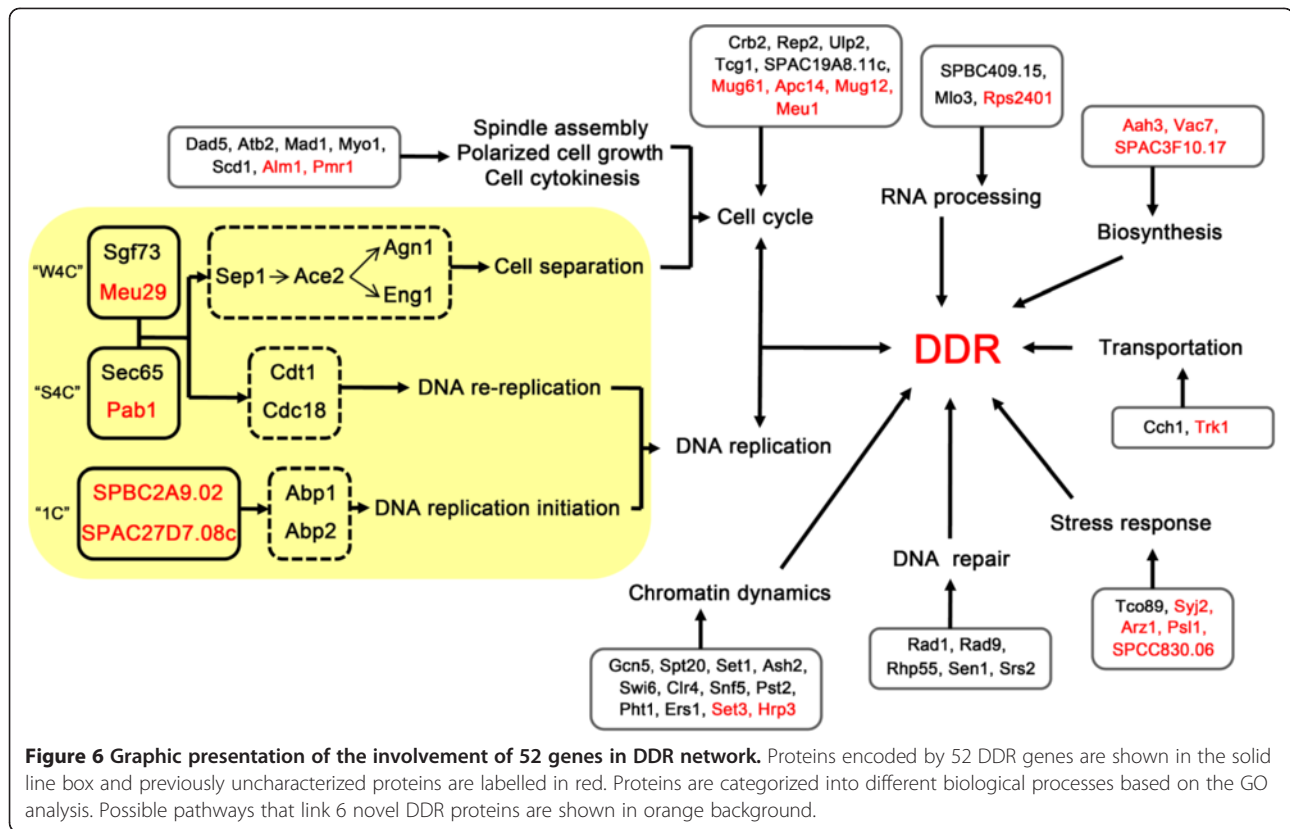 Crb2, Rep2, Ulp2,
Tcg1, SPAC19A8.11c,
Mug61, Apc14, Mug12,
Meu1
SPBC409.15,
Mlo3, Rps2401
Aah3, Vac7,
SPAC3F10.17
Dad5, Atb2, Mad1, Myo1,
Scd1, Alm1, Pmr1
Spindle assembly
Polarized cell growth
Cell cytokinesis
Cell cycle
RNA processing
Biosynthesis
"W4C"
Sgf73
Meu29
Sep1
Ace2
Agn1
Eng1
Cell separation
DDR
Transportation
Cch1, Trk1
"S4C"
Sec65
Pab1
Cdt1
Cdc18
DNA re-replication
DNA replication
"1C"
SPBC2A9.02
SPAC27D7.08c
Abp1
Abp2
DNA replication initiation
Stress response
Tco89, Syj2,
Arz1, Psl1,
SPCC830.06
DNA repair
Rad1, Rad9,
Rhp55, Sen1, Srs2
Chromatin dynamics
Gcn5, Spt20, Set1, Ash2,
Swi6, Clr4, Snf5, Pst2,
Pht1, Ers1, Set3, Hrp3
Figure 6 Graphic presentation of the involvement of 52 genes in DDR network. Proteins encoded by 52 DDR genes are shown in the solid
line box and previously uncharacterized proteins are labelled in red. Proteins are categorized into different biological processes based on the GO
analysis. Possible pathways that link 6 novel DDR proteins are shown in orange background.